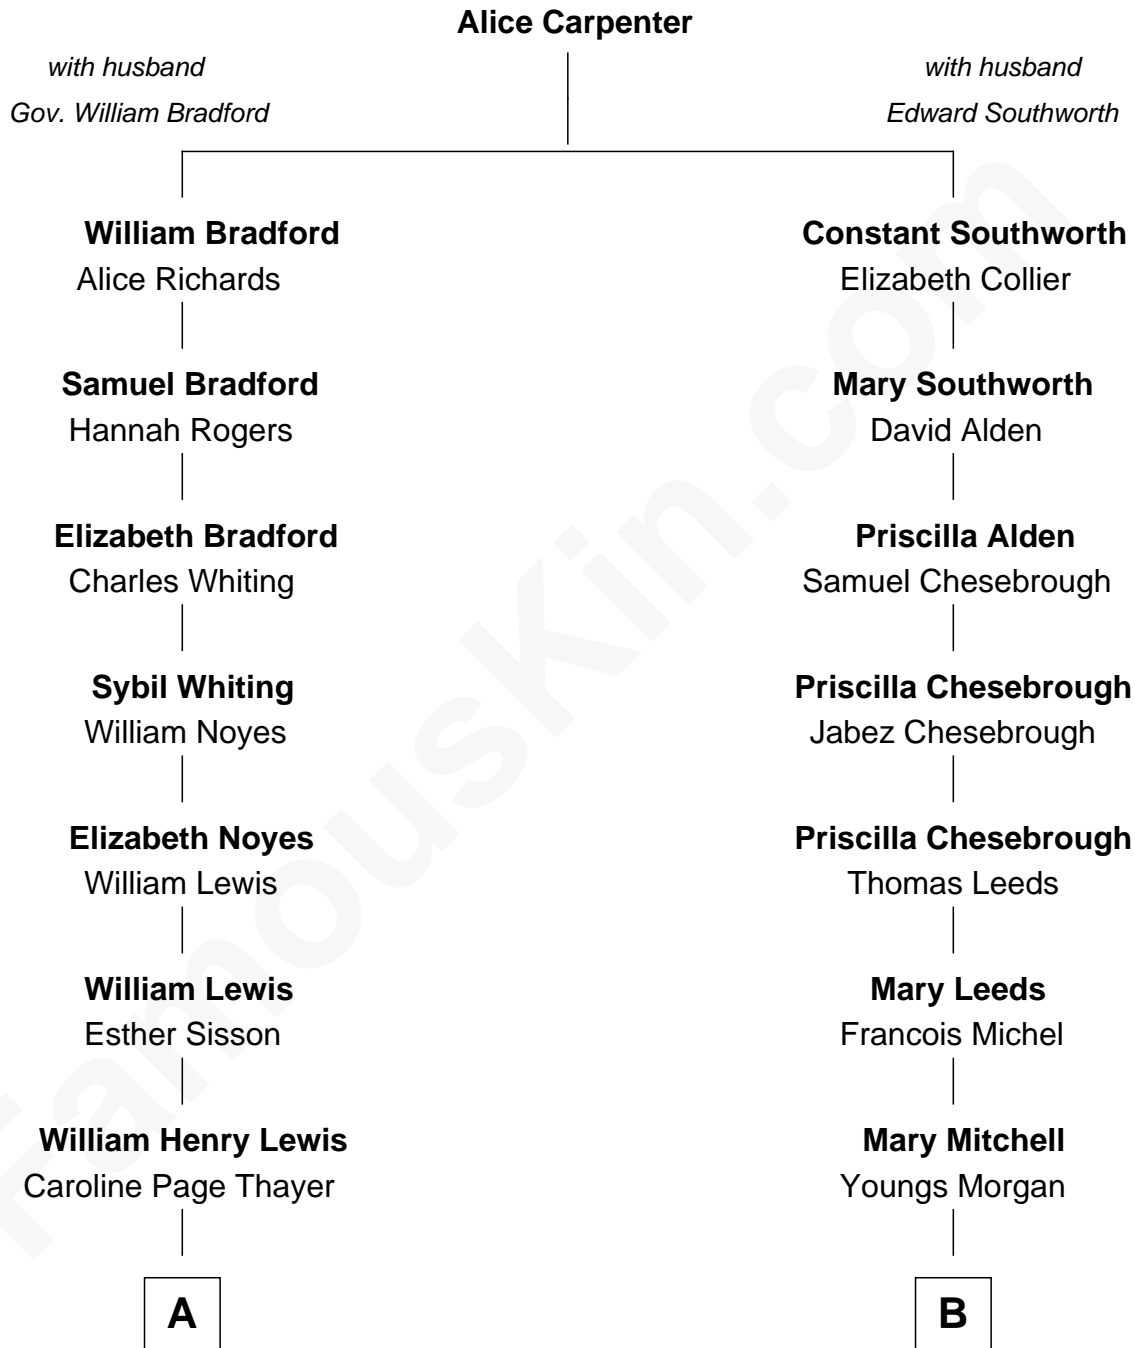 Alice Carpenter
with husband
Gov. William Bradford
with husband
Edward Southworth
William Bradford
Alice Richards
Constant Southworth
Elizabeth Collier
Samuel Bradford
Hannah Rogers
Mary Southworth
David Alden
Elizabeth Bradford
Charles Whiting
Priscilla Alden
Samuel Chesebrough
Sybil Whiting
William Noyes
Priscilla Chesebrough
Jabez Chesebrough
Elizabeth Noyes
William Lewis
Priscilla Chesebrough
Thomas Leeds
William Lewis
Esther Sisson
Mary Leeds
Francois Michel
William Henry Lewis
Caroline Page Thayer
Mary Mitchell
Youngs Morgan
A
B
FamousKin.com